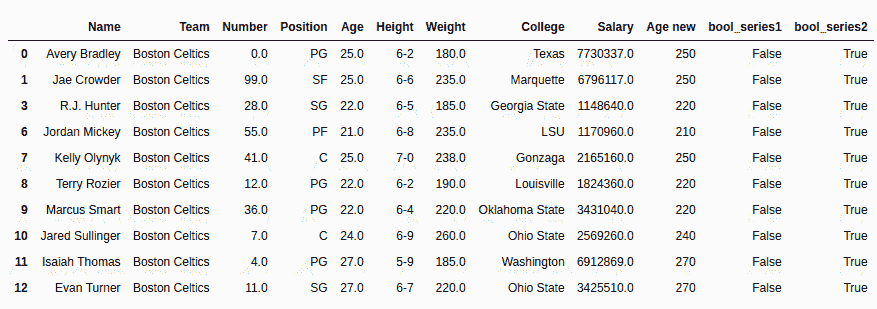 Name Team Number Position Age Height Weight College Salary Age new bool_series1 bool_series2
0 Avery Bradley Boston Celtics 0.0 PG 25.0 6-2 180.0 Texas 7730337.0 250 False True
1 Jae Crowder Boston Celtics 99.0 SF 25.0 6-6 235.0 Marquette 6796117.0 250 False True
3 R.J. Hunter Boston Celtics 28.0 SG 22.0 6-5 185.0 Georgia State 1148640.0 220 False True
6 Jordan Mickey Boston Celtics 55.0 PF 21.0 6-8 235.0 LSU 1170960.0 210 False True
7 Kelly Olynyk Boston Celtics 41.0 C 25.0 7-0 238.0 Gonzaga 2165160.0 250 False True
8 Terry Rozier Boston Celtics 12.0 PG 22.0 6-2 190.0 Louisville 1824360.0 220 False True
9 Marcus Smart Boston Celtics 36.0 PG 22.0 6-4 220.0 Oklahoma State 3431040.0 220 False True
10 Jared Sullinger Boston Celtics 7.0 C 24.0 6-9 260.0 Ohio State 2569260.0 240 False True
11 Isaiah Thomas Boston Celtics 4.0 PG 27.0 5-9 185.0 Washington 6912869.0 270 False True
12 Evan Turner Boston Celtics 11.0 SG 27.0 6-7 220.0 Ohio State 3425510.0 270 False True